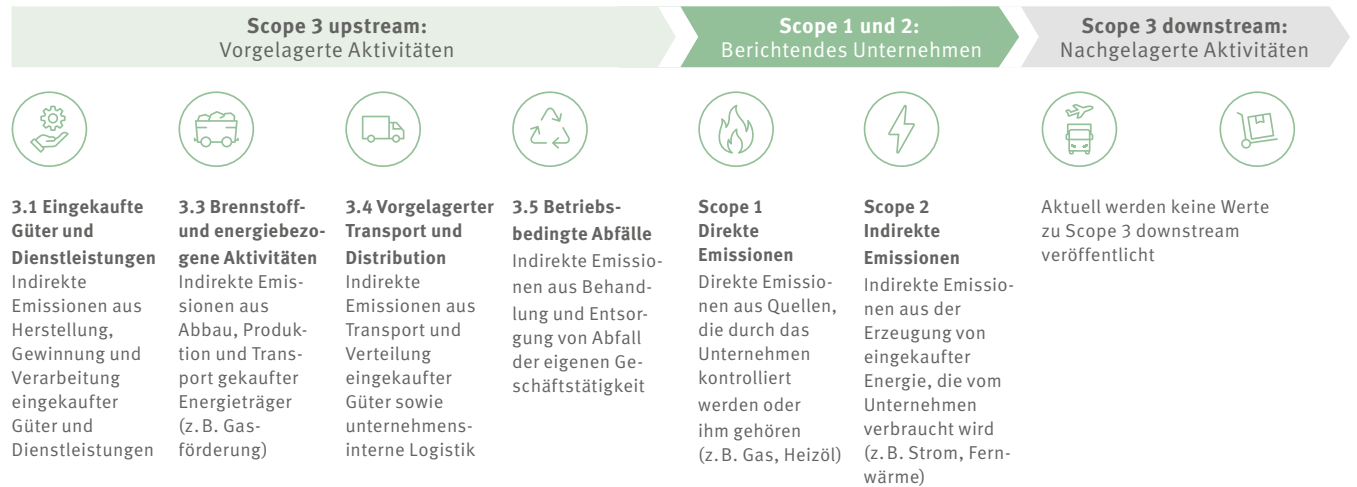 Scope 3 upstream:
Vorgelagerte Aktivitäten
Scope 1 und 2:
Berichtendes Unternehmen
Scope 3 downstream:
Nachgelagerte Aktivitäten
3.1 Eingekaufte
Güter und
Dienstleistungen
Indirekte
Emissionen aus
Herstellung,
Gewinnung und
Verarbeitung
eingekaufter
Güter und
Dienstleistungen
3.3 Brennstoff-
und energiebezo-
gene Aktivitäten
Indirekte Emis-
sionen aus
Abbau, Produk-
tion und Trans-
port gekaufter
Energieträger
(z. B. Gas-
förderung)
3.4 Vorgelagerter
Transport und
Distribution
Indirekte
Emissionen aus
Transport und
Verteilung
eingekaufter
Güter sowie
unternehmens-
interne Logistik
3.5 Betriebs-
bedingte Abfälle
Indirekte Emissio-
nen aus Behand-
lung und Entsor-
gung von Abfall
der eigenen Ge-
schäftstätigkeit
Scope 1
Direkte
Emissionen
Direkte Emissio-
nen aus Quellen,
die durch das
Unternehmen
kontrolliert
werden oder
ihm gehören
(z. B. Gas, Heizöl)
Scope 2
Indirekte
Emissionen
Indirekte Emissio-
nen aus der
Erzeugung von
eingekaufter
Energie, die vom
Unternehmen
verbraucht wird
(z. B. Strom, Fern-
wärme)
Aktuell werden keine Werte
zu Scope 3 downstream
veröffentlicht